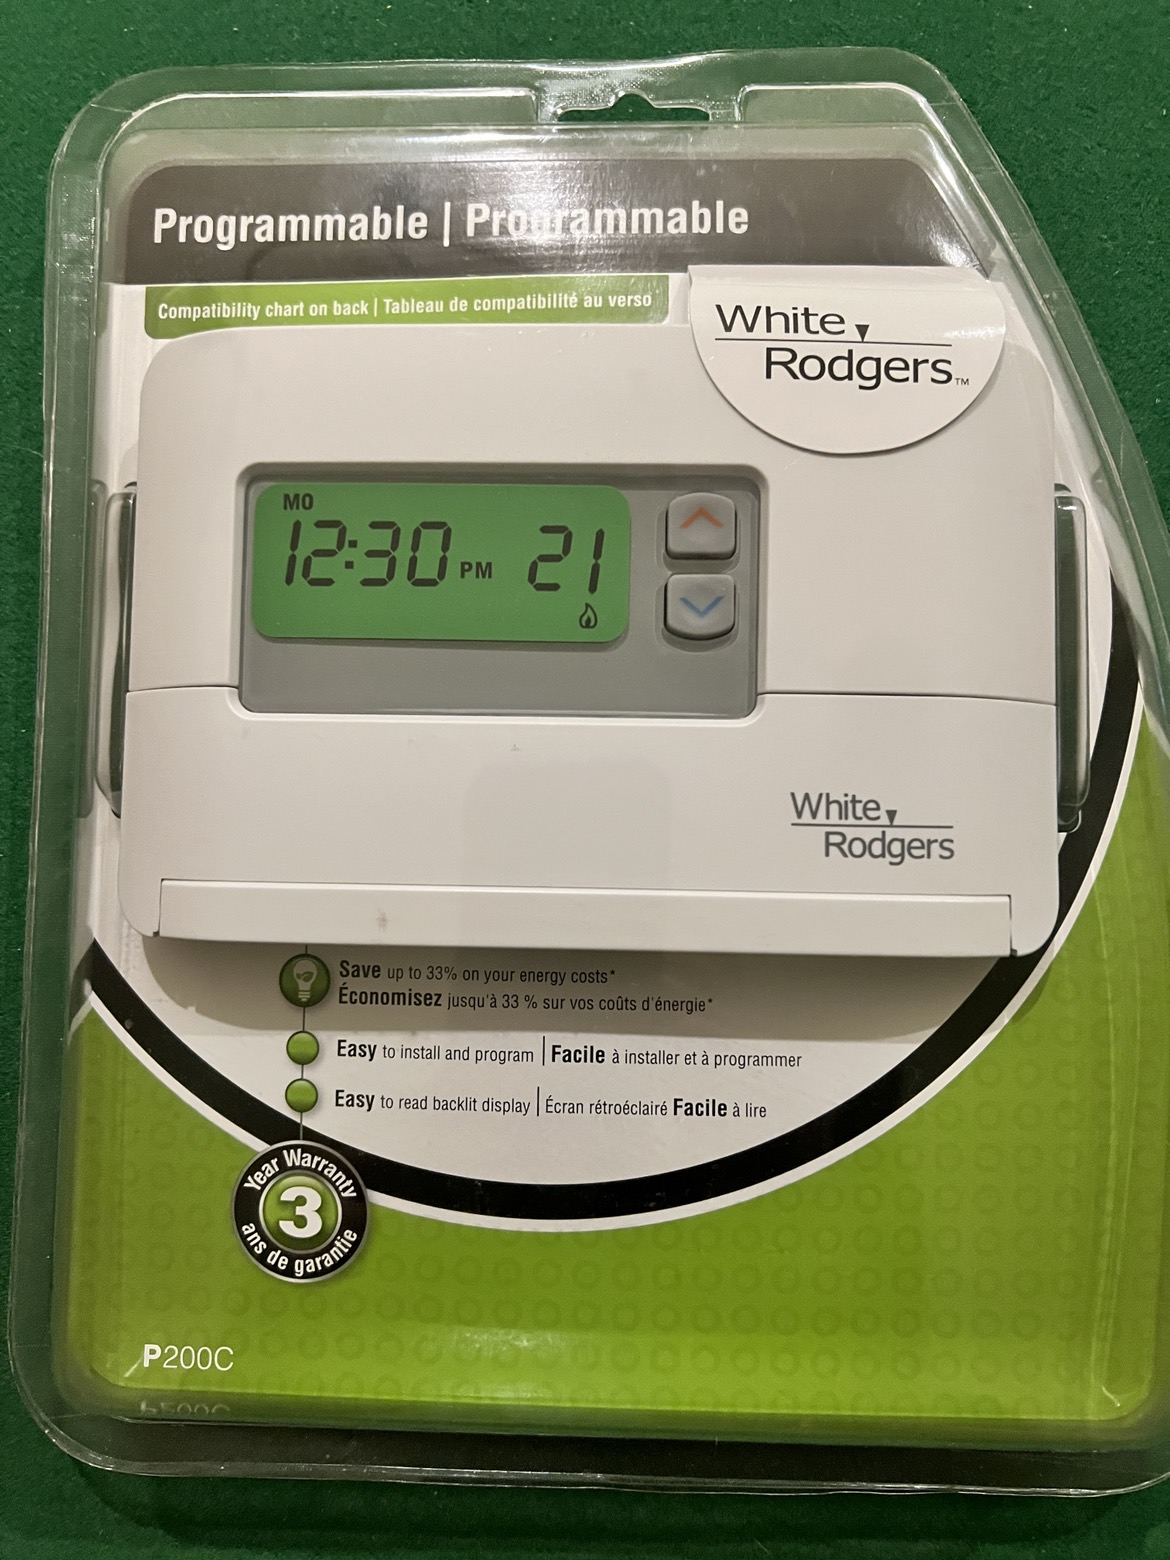 Programmable | Programmable
Compatibility chart on back | Tableau de compatibilité au verso
White
Rodgers™
MO
12:30 PM 21
White
Rodgers
Save up to 33% on your energy costs*
Économisez jusqu'à 33 % sur vos coûts d'énergie*
Easy to install and program | Facile à installer et à programmer
Easy to read backlit display | Écran rétroéclairé Facile à lire
Year Warranty
3
ans de garantie
P200C